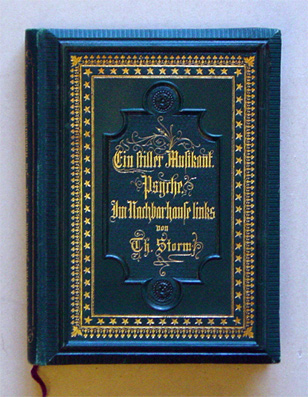 Ein stiller Musikant.
Psyche.
Im Nachbarhause links
von
Th. Storm.